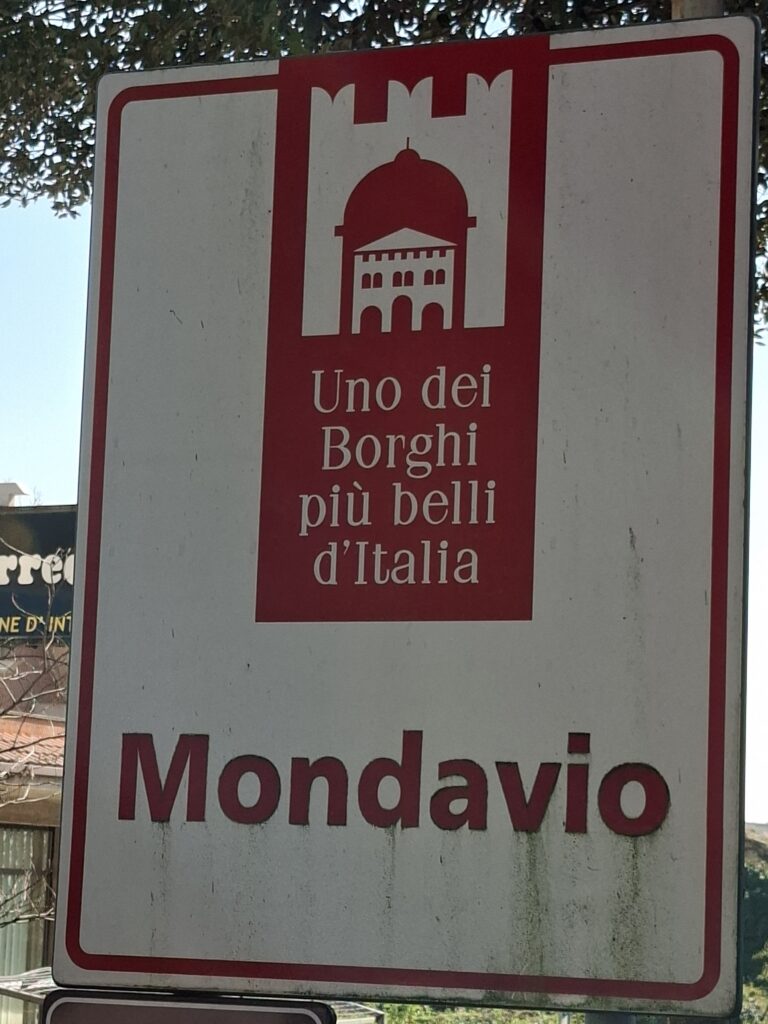 Uno dei
Borghi
più belli
d'Italia
Mondavio